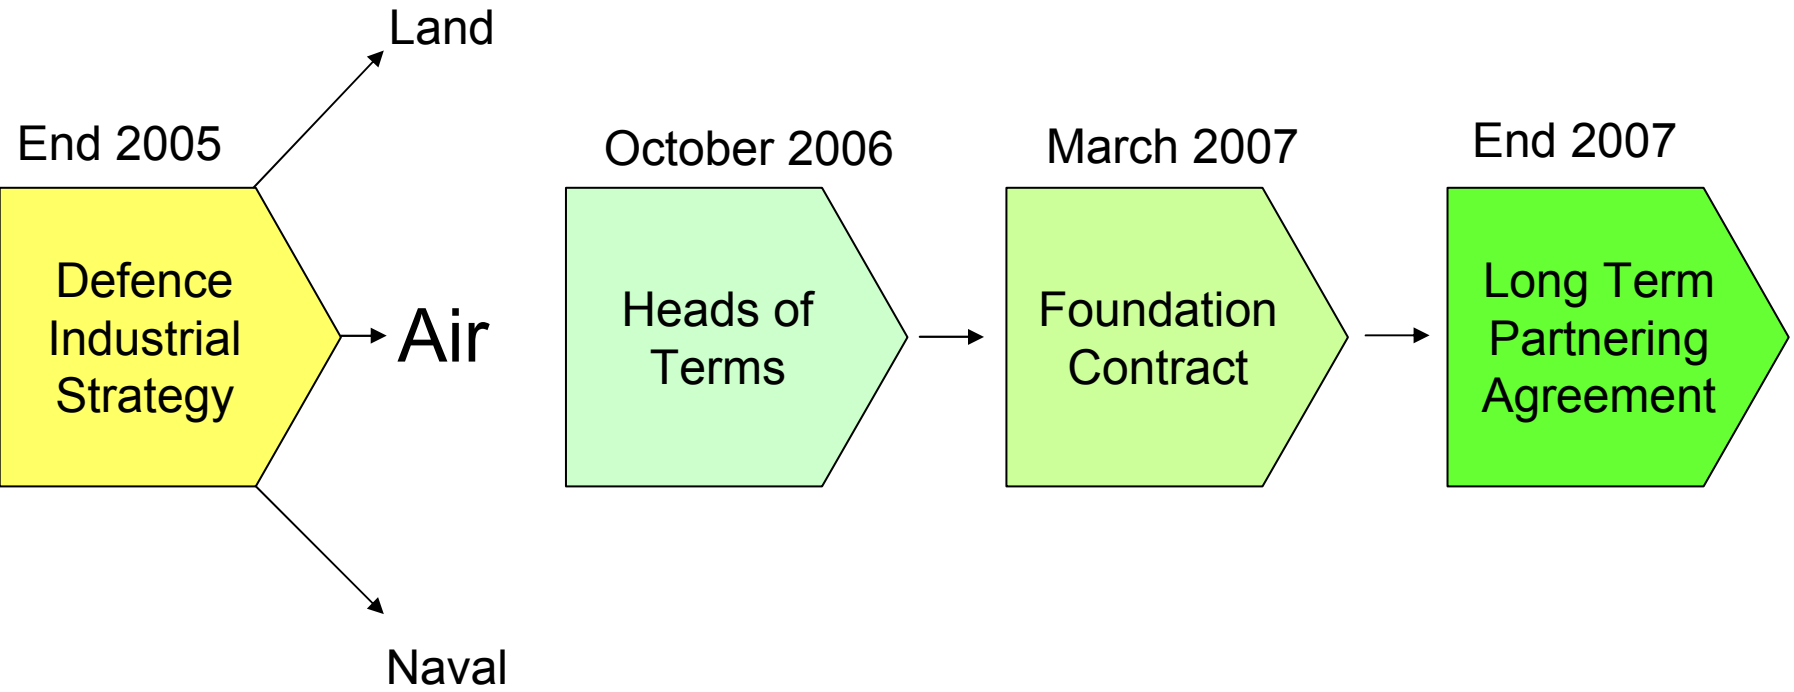 Land
End 2005
October 2006
March 2007
End 2007
Defence
Industrial
Strategy
Air
Heads of
Terms
Foundation
Contract
Long Term
Partnering
Agreement
Naval